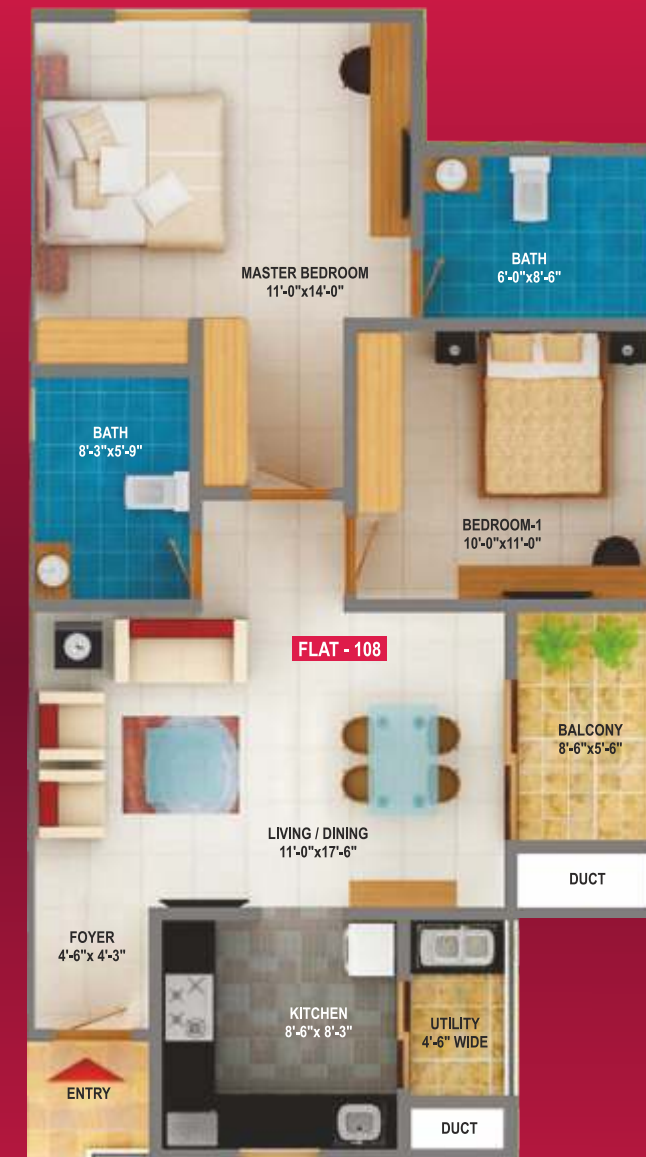 MASTER BEDROOM
11'-0"x14'-0"
BATH
6'-0"x8'-6"
BATH
8'-3"x5'-9"
BEDROOM-1
10'-0"x11'-0"
FLAT - 108
BALCONY
8'-6"x5'-6"
LIVING / DINING
11'-0"x17'-6"
DUCT
FOYER
4'-6"x 4'-3"
KITCHEN
8'-6"x 8'-3"
UTILITY
4'-6" WIDE
ENTRY
DUCT